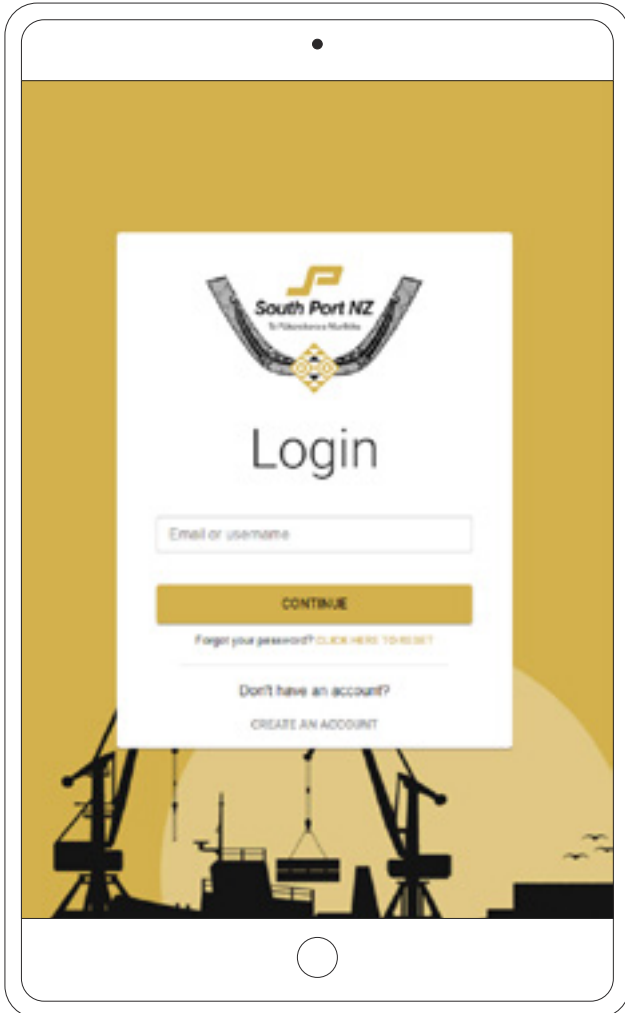 South Port NZ
Login
Email or username
CONTINUE
Forgot your password? CLICK HERE TO RESET
Don't have an account?
CREATE AN ACCOUNT